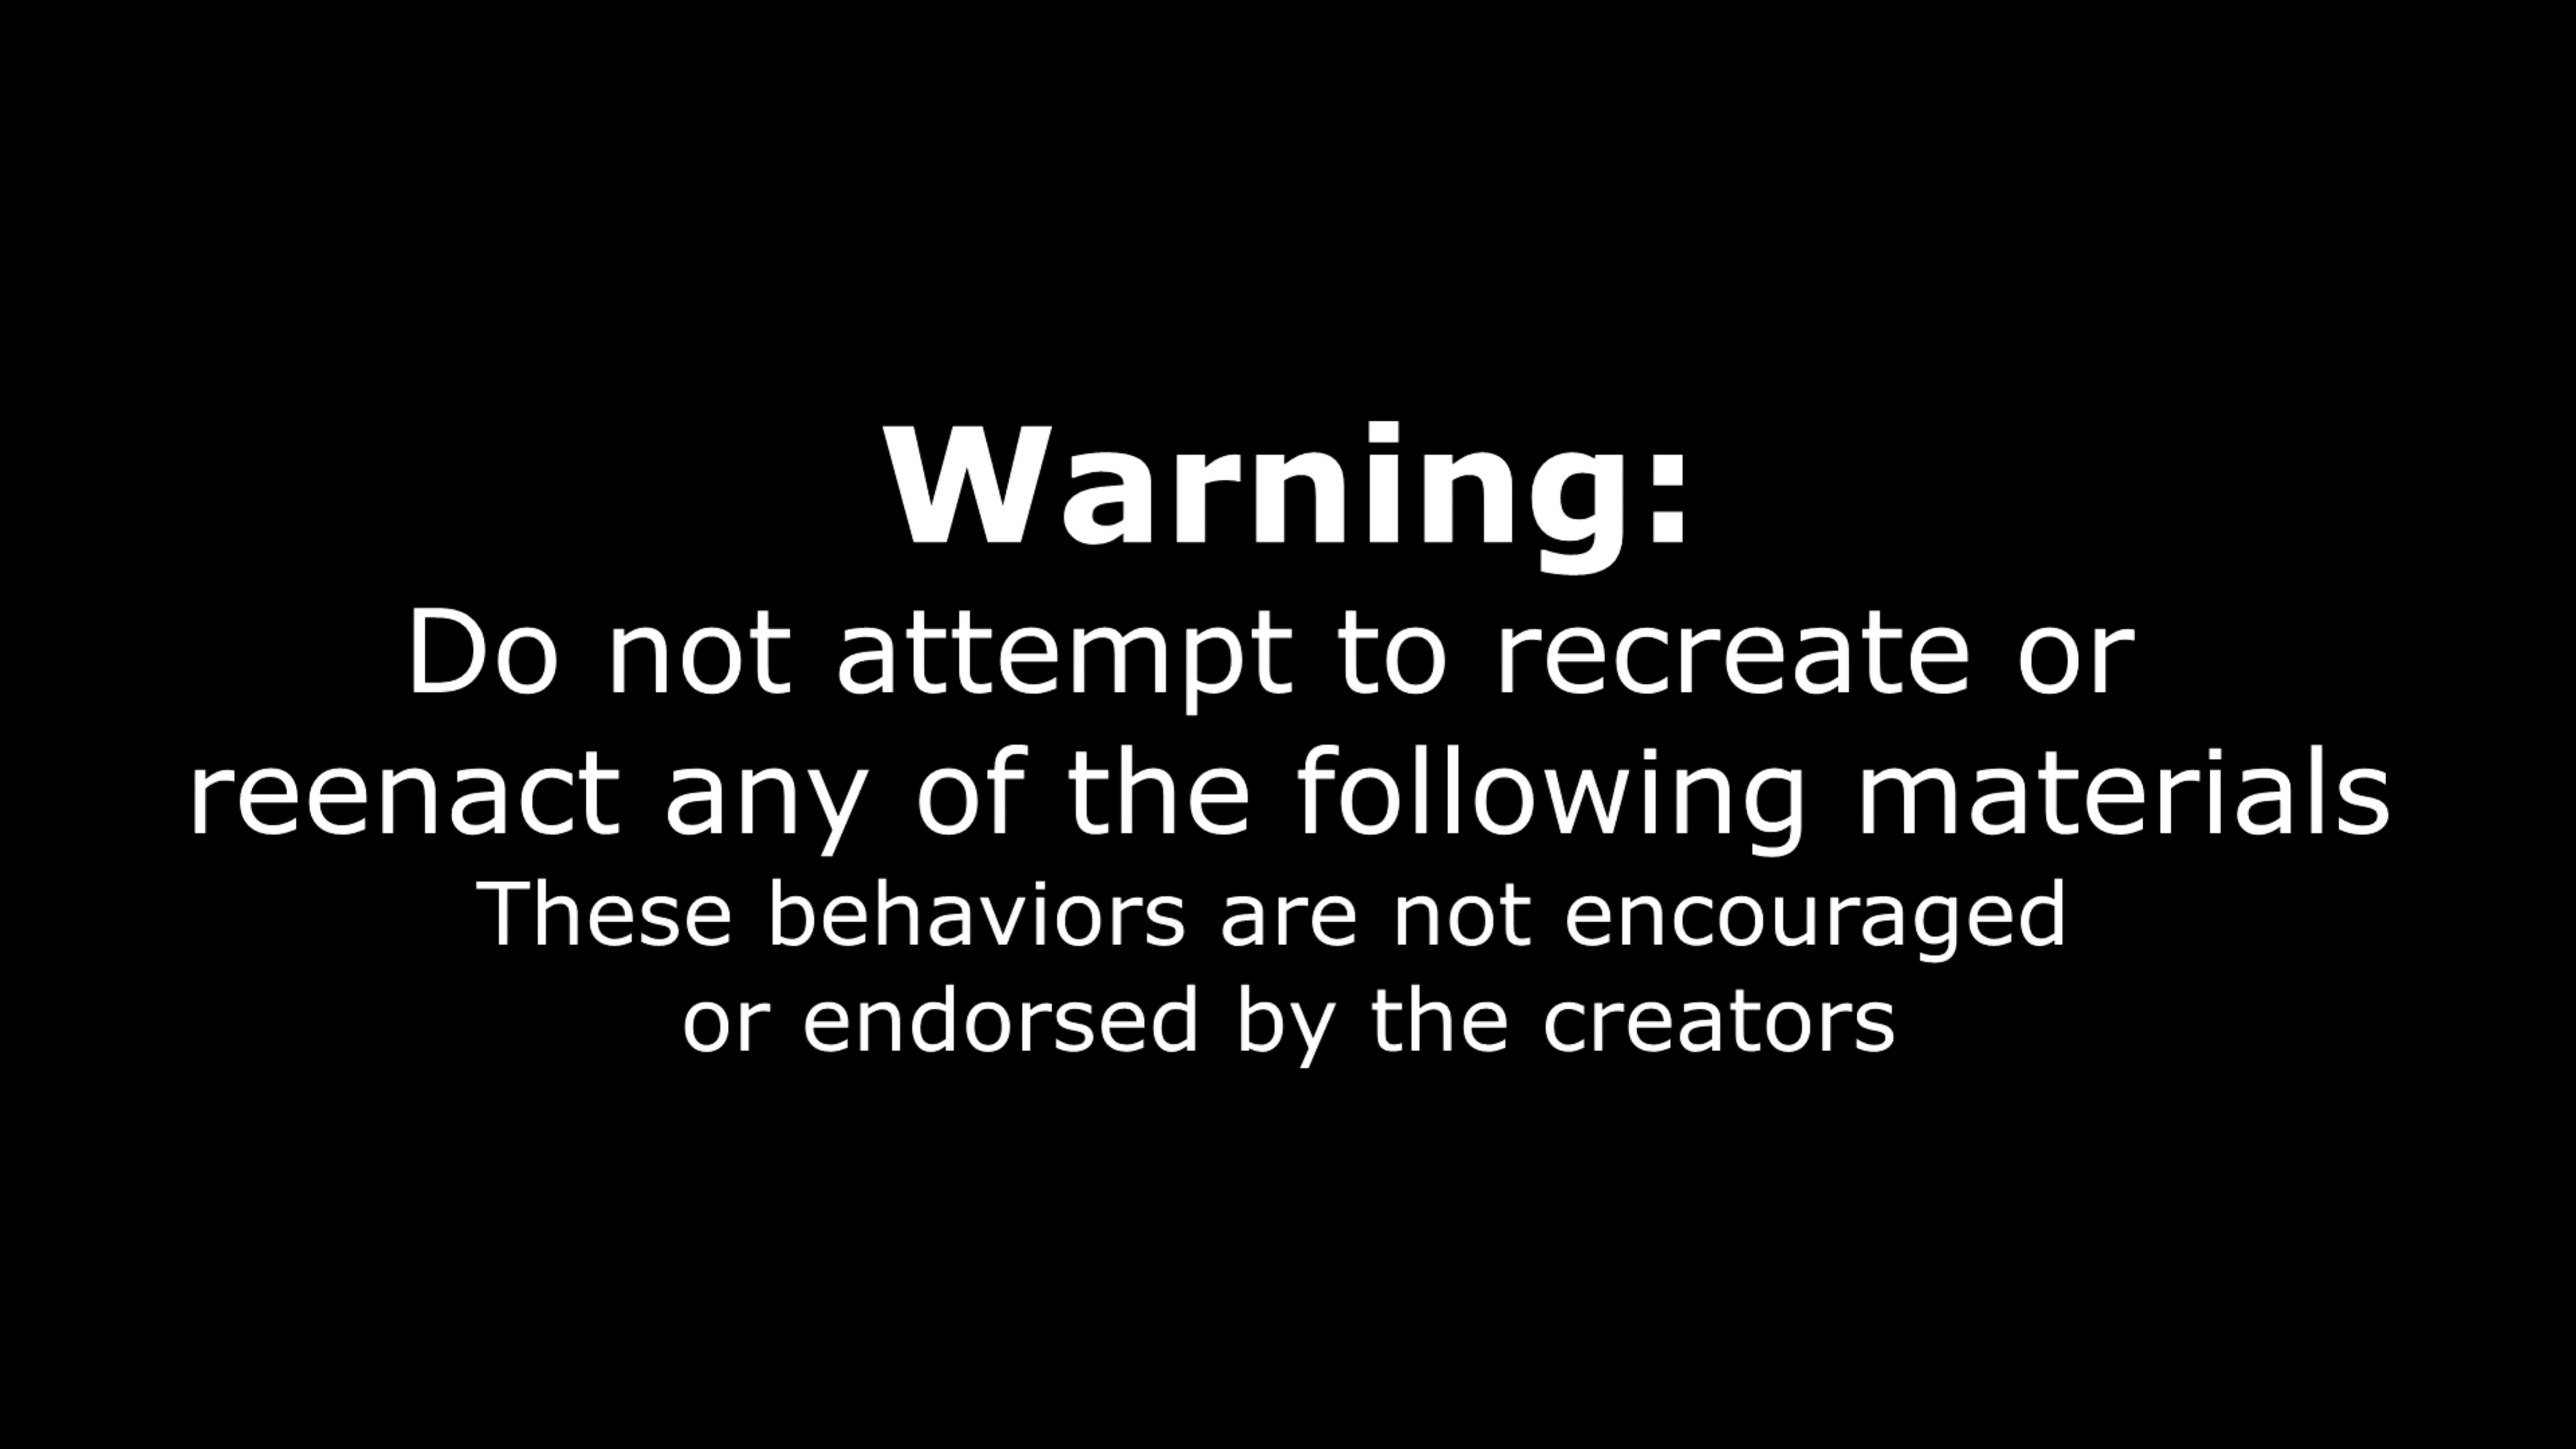 Warning:
Do not attempt to recreate or
reenact any of the following materials
These behaviors are not encouraged
or endorsed by the creators